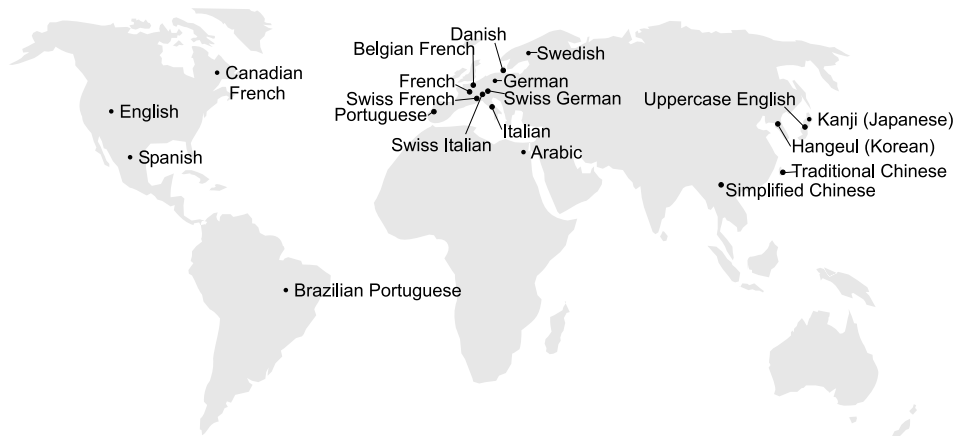 Danish
Belgian French
Swedish
Canadian
French
French
German
Swiss French
Swiss German
Uppercase English
English
Portuguese
Kanji (Japanese)
Swiss Italian
Italian
Hangeul (Korean)
Spanish
Arabic
Traditional Chinese
Simplified Chinese
Brazilian Portuguese